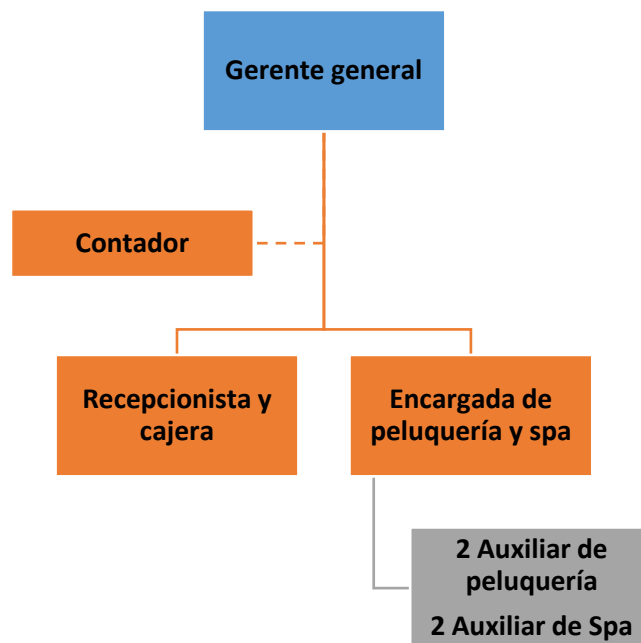 Gerente general
Contador
Recepcionista y
cajera
Encargada de
peluquería y spa
2 Auxiliar de
peluquería
2 Auxiliar de Spa